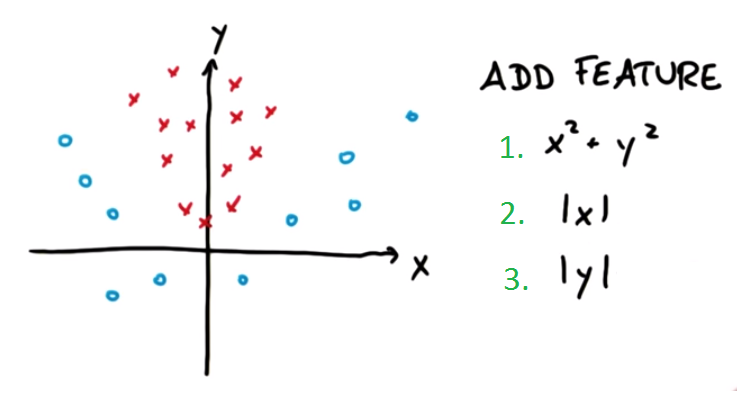 Y
ADD FEATURE
1. x² + y²
2. |x|
3. |y|
X